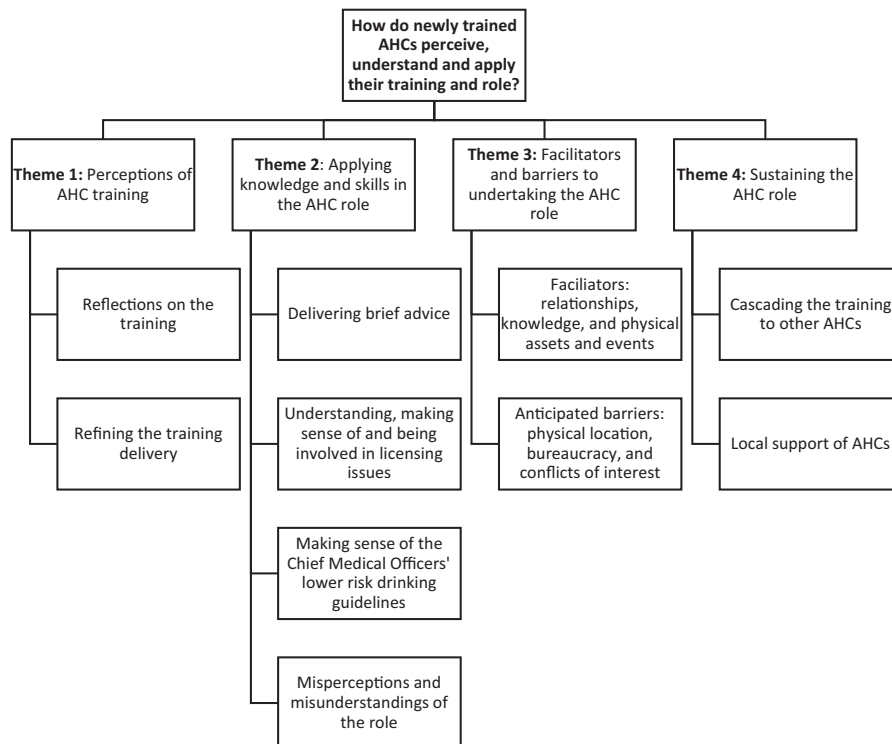 How do newly trained
AHCs perceive,
understand and apply
their training and role?
Theme 1: Perceptions of
AHC training
Reflections on the
training
Refining the training
delivery
Theme 2: Applying
knowledge and skills in
the AHC role
Delivering brief advice
Understanding, making
sense of and being
involved in licensing
issues
Making sense of the
Chief Medical Officers'
lower risk drinking
guidelines
Misperceptions and
misunderstandings of
the role
Theme 3: Facilitators
and barriers to
undertaking the AHC
role
Faciliators:
relationships,
knowledge, and physical
assets and events
Anticipated barriers:
physical location,
bureaucracy, and
conflicts of interest
Theme 4: Sustaining the
AHC role
Cascading the training
to other AHCs
Local support of AHCs